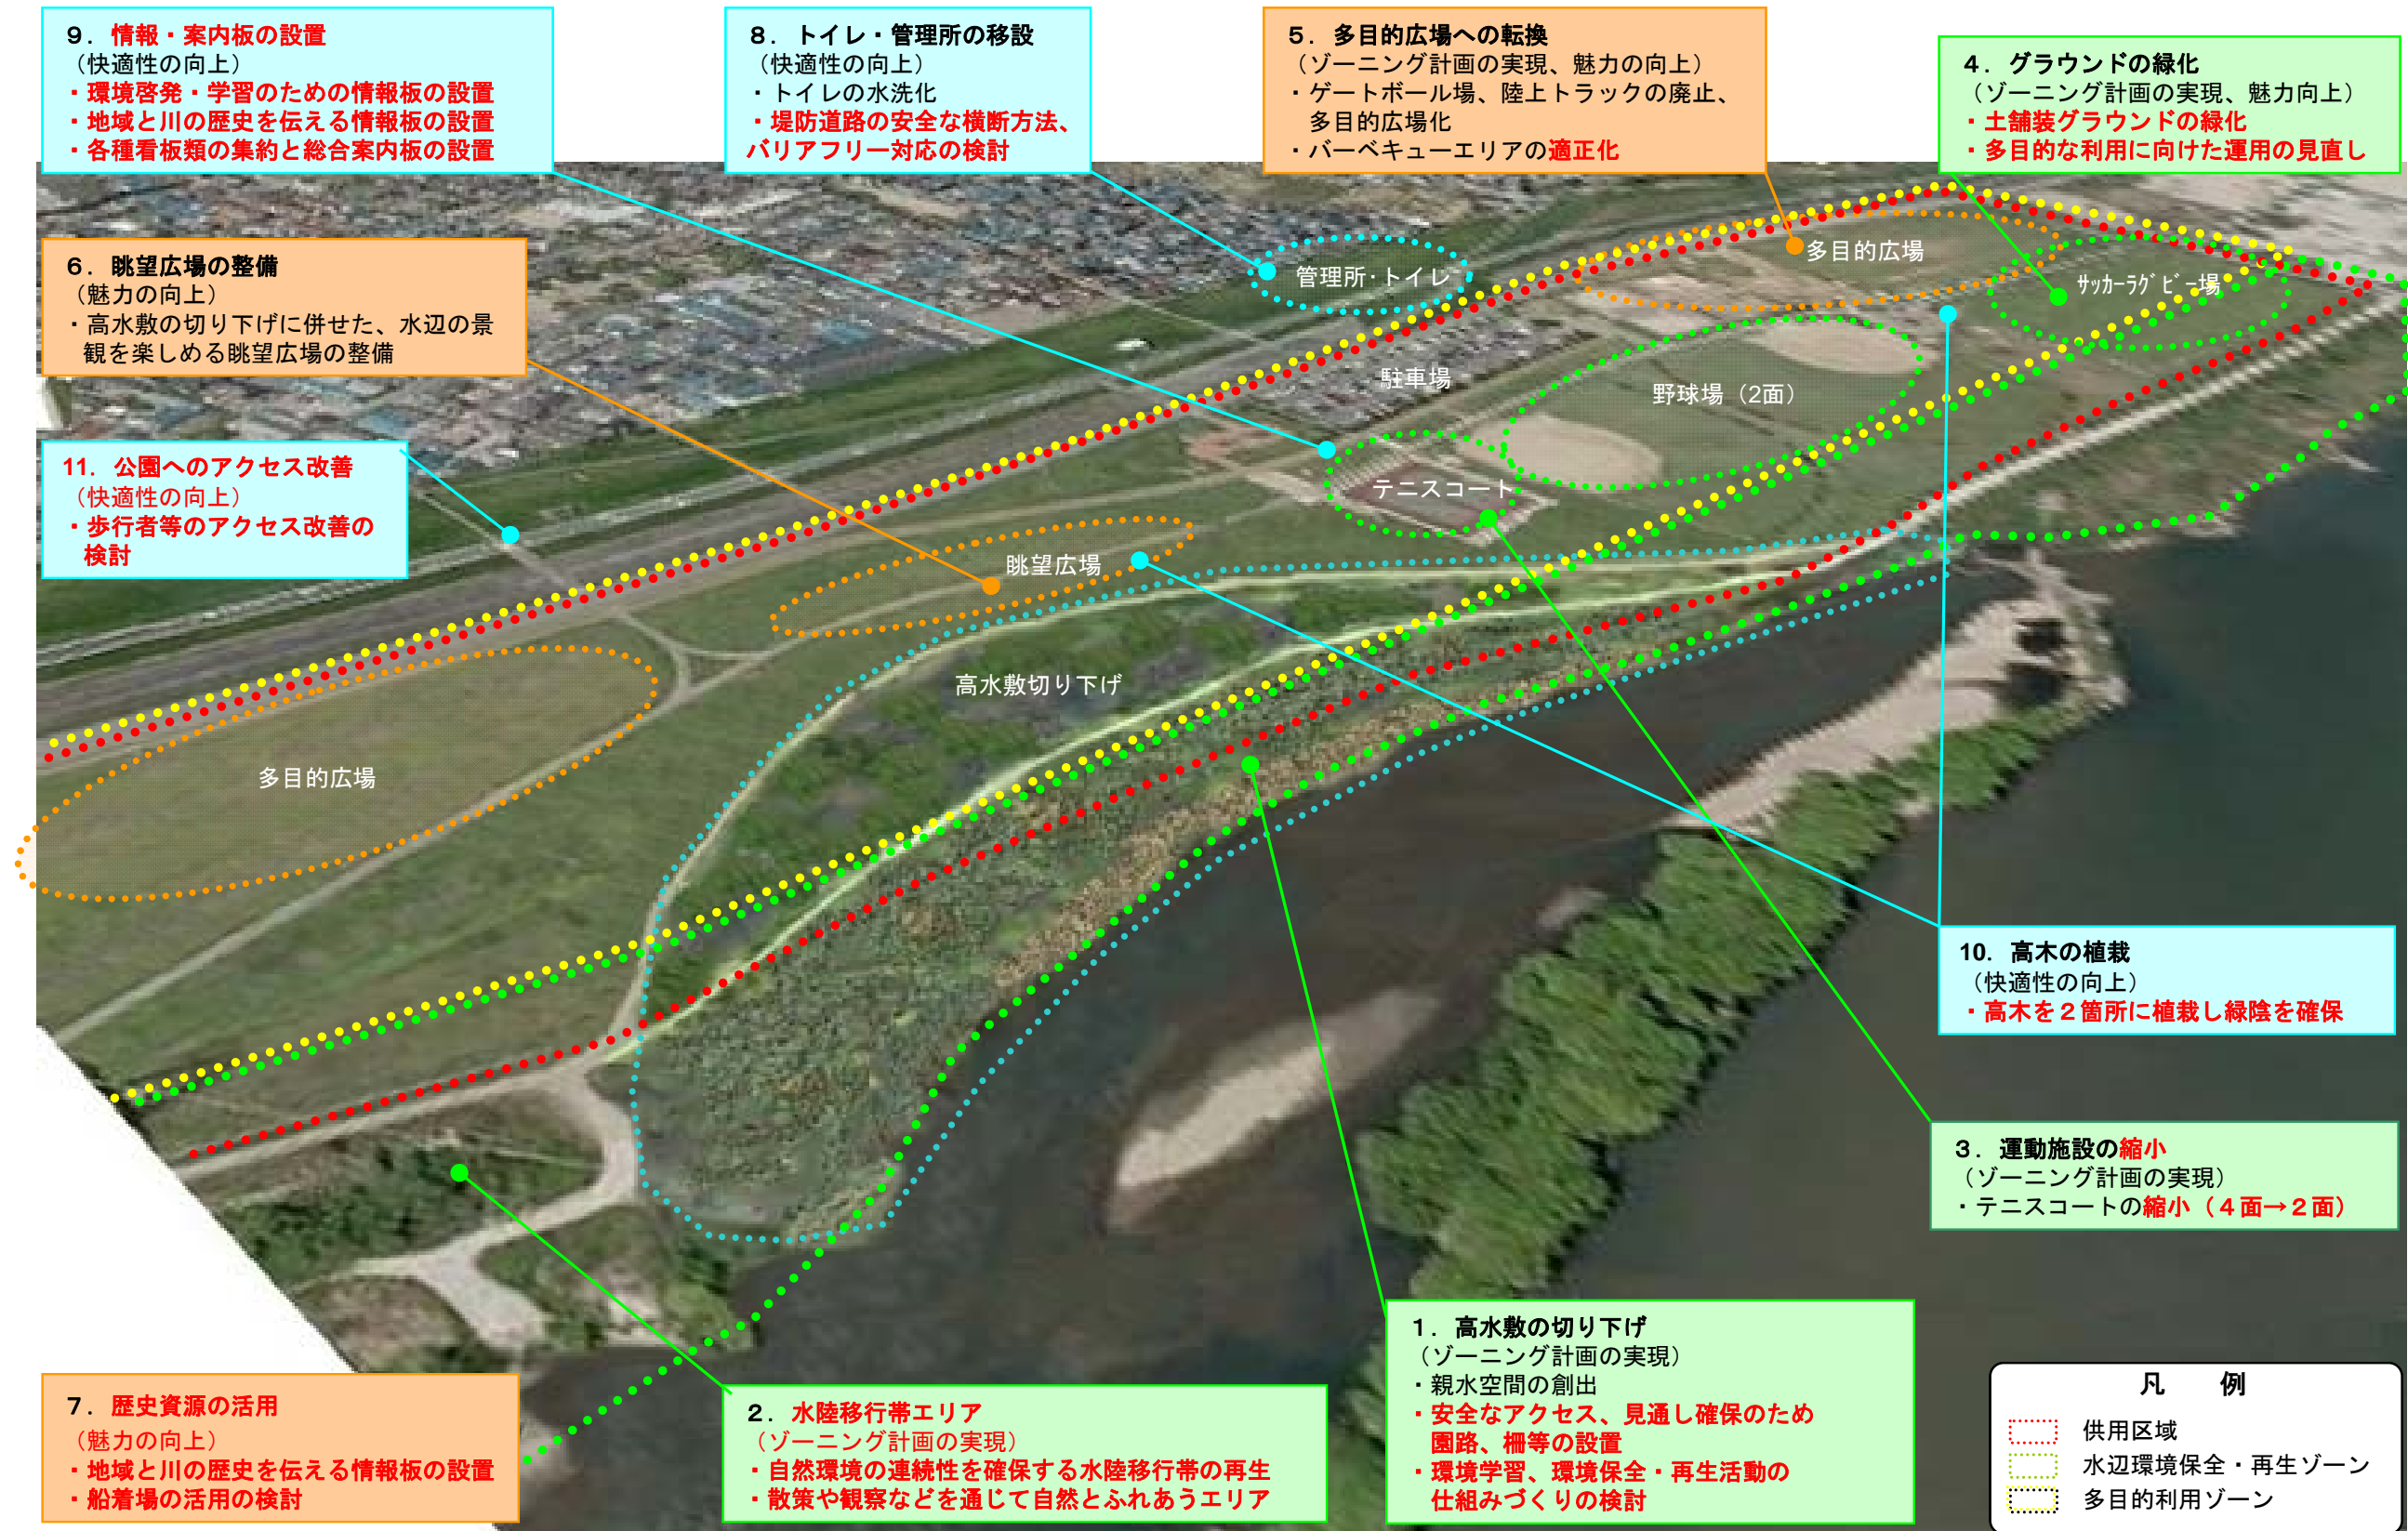 9．情報・案内板の設置
（快適性の向上）
・環境啓発・学習のための情報板の設置
・地域と川の歴史を伝える情報板の設置
・各種看板類の集約と総合案内板の設置
8．トイレ・管理所の移設
（快適性の向上）
・トイレの水洗化
・堤防道路の安全な横断方法、
バリアフリー対応の検討
5．多目的広場への転換
（ゾーニング計画の実現、魅力の向上）
・ゲートボール場、陸上トラックの廃止、
多目的広場化
・バーベキューエリアの適正化
4．グラウンドの緑化
（ゾーニング計画の実現、魅力向上）
・土舗装グラウンドの緑化
・多目的な利用に向けた運用の見直し
6．眺望広場の整備
（魅力の向上）
・高水敷の切り下げに併せた、水辺の景
観を楽しめる眺望広場の整備
管理所･トイレ
多目的広場
ｻｯｶｰﾗｸﾞﾋﾞｰ場
駐車場
野球場（2面）
11．公園へのアクセス改善
（快適性の向上）
・歩行者等のアクセス改善の
検討
テニスコート
眺望広場
高水敷切り下げ
多目的広場
10．高木の植栽
（快適性の向上）
・高木を２箇所に植栽し緑陰を確保
3．運動施設の縮小
（ゾーニング計画の実現）
・テニスコートの縮小（４面→２面）
1．高水敷の切り下げ
（ゾーニング計画の実現）
・親水空間の創出
・安全なアクセス、見通し確保のため
園路、柵等の設置
・環境学習、環境保全・再生活動の
仕組みづくりの検討
7．歴史資源の活用
（魅力の向上）
・地域と川の歴史を伝える情報板の設置
・船着場の活用の検討
2．水陸移行帯エリア
（ゾーニング計画の実現）
・自然環境の連続性を確保する水陸移行帯の再生
・散策や観察などを通じて自然とふれあうエリア
凡　例
供用区域
水辺環境保全・再生ゾーン
多目的利用ゾーン